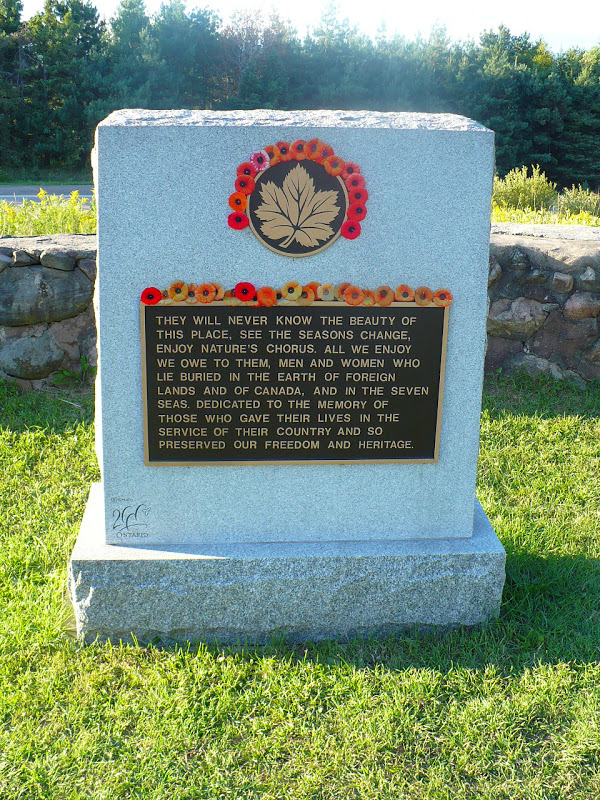 THEY WILL NEVER KNOW THE BEAUTY OF
THIS PLACE, SEE THE SEASONS CHANGE,
ENJOY NATURE'S CHORUS. ALL WE ENJOY
WE OWE TO THEM, MEN AND WOMEN WHO
LIE BURIED IN THE EARTH OF FOREIGN
LANDS AND OF CANADA, AND IN THE SEVEN
SEAS. DEDICATED TO THE MEMORY OF
THOSE WHO GAVE THEIR LIVES IN THE
SERVICE OF THEIR COUNTRY AND SO
PRESERVED OUR FREEDOM AND HERITAGE.
2000
ONTARIO